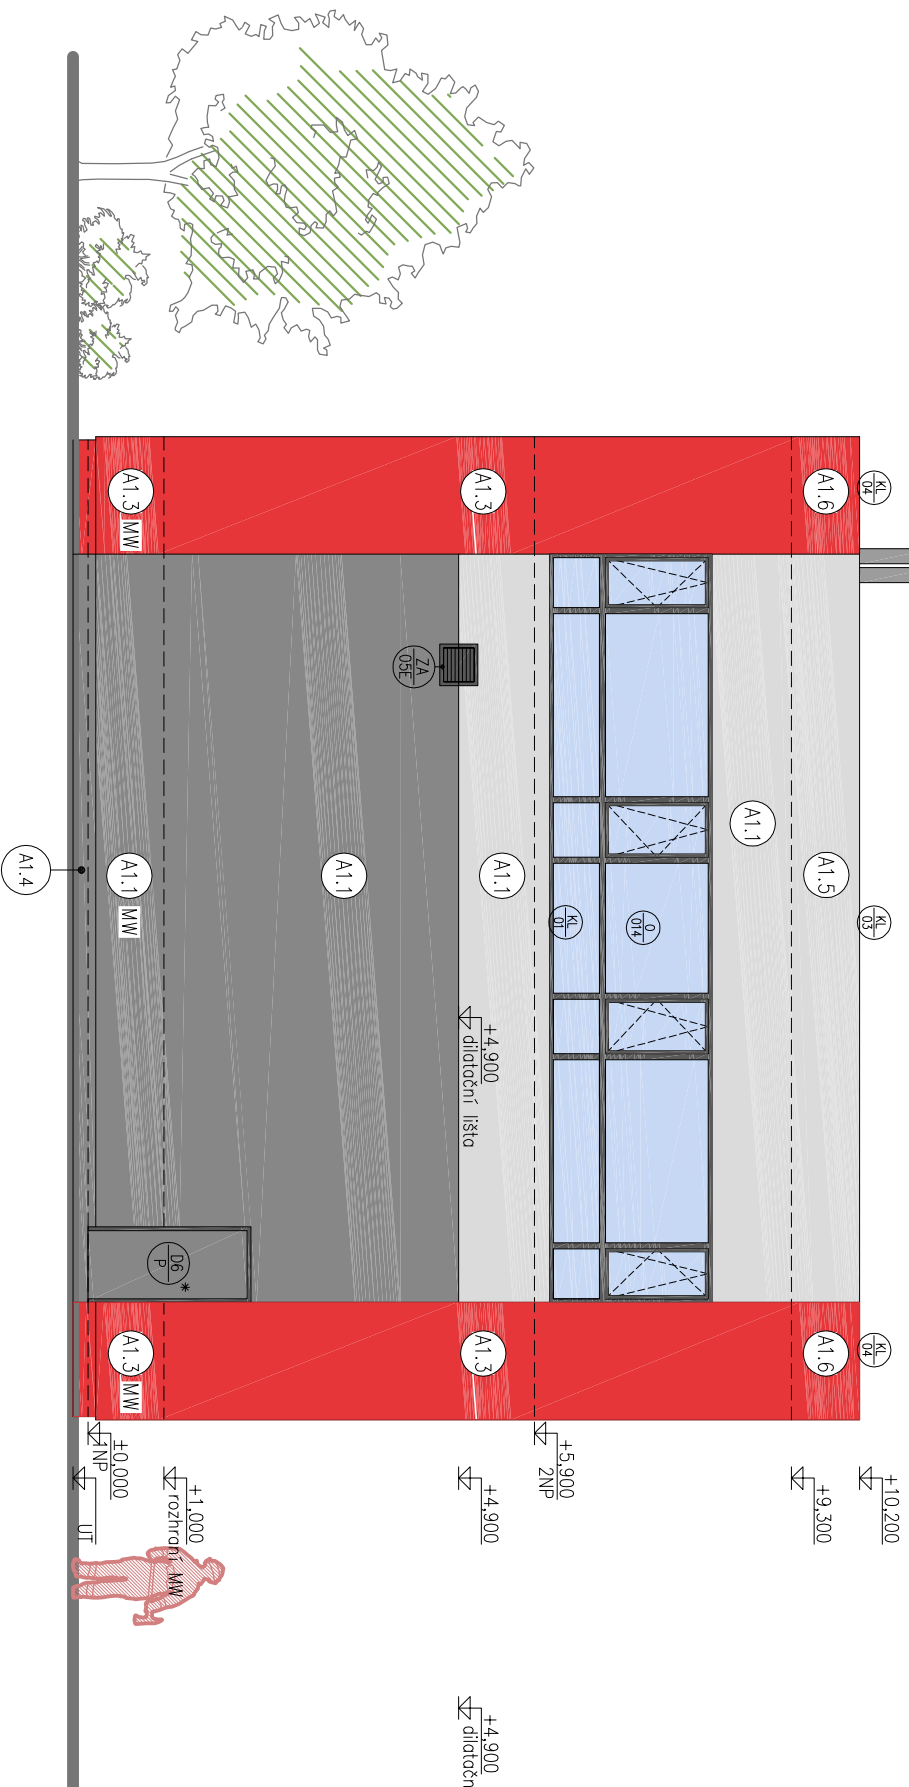 KL
04
KL
03
KL
04
+10,200
A1.6
A1.5
A1.6
+9,300
A1.1
O
014
KL
01
+5,900
2NP
A1.3
A1.1
A1.3
+4,900
dilatační lišta
+4,900
+4,900
dilatačn
ZA
05E
A1.1
+1,000
rozhraní MW
D6
P
*
A1.3
MW
A1.1
MW
A1.3
MW
±0,000
1NP
UT
A1.4